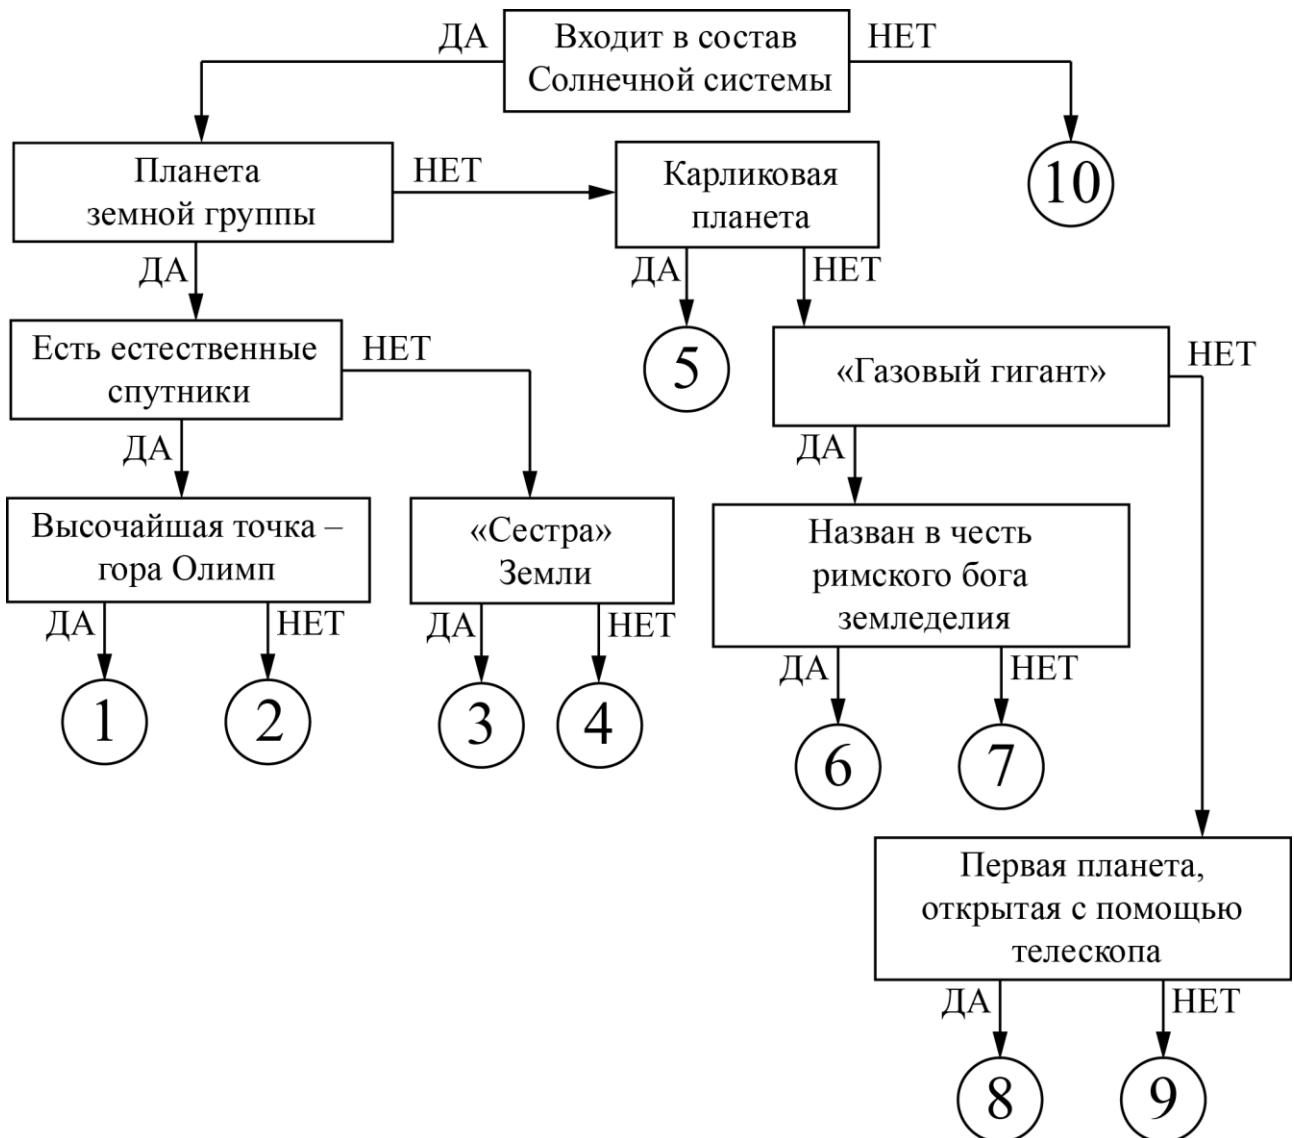 ДА
Входит в состав
Солнечной системы
НЕТ
Планета
земной группы
НЕТ
Карликовая
планета
10
ДА
ДА
НЕТ
Есть естественные
спутники
НЕТ
5
«Газовый гигант»
НЕТ
ДА
ДА
Высочайшая точка –
гора Олимп
«Сестра»
Земли
Назван в честь
римского бога
земледелия
ДА
НЕТ
ДА
НЕТ
ДА
НЕТ
1
2
3
4
6
7
Первая планета,
открытая с помощью
телескопа
ДА
НЕТ
8
9